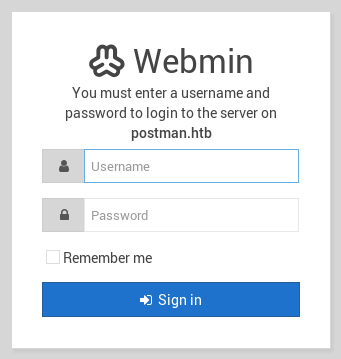 Webmin
You must enter a username and
password to login to the server on
postman.htb
Username
Password
Remember me
Sign in